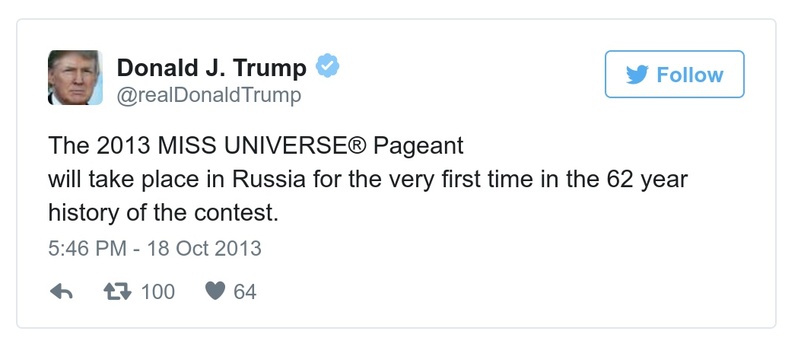 Donald J. Trump
@realDonaldTrump
Follow
The 2013 MISS UNIVERSE® Pageant
will take place in Russia for the very first time in the 62 year
history of the contest.
5:46 PM - 18 Oct 2013
100 64